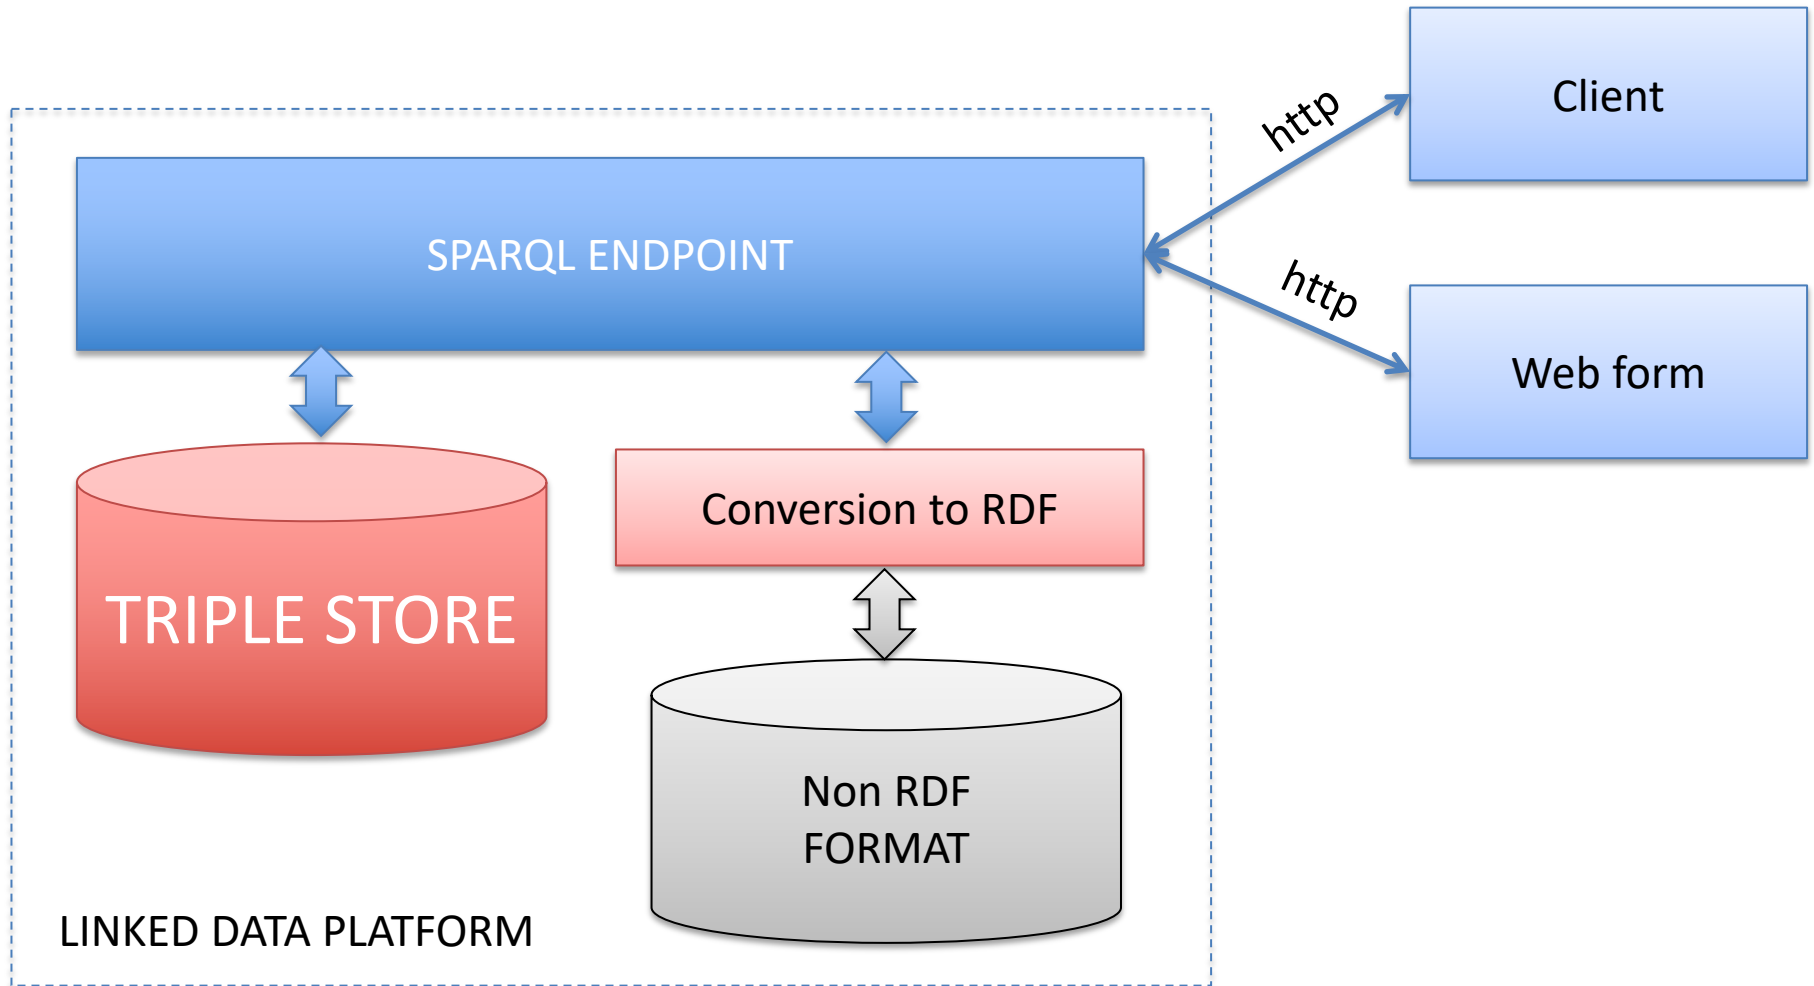 Client
http
SPARQL ENDPOINT
http
Web form
Conversion to RDF
TRIPLE STORE
Non RDF
FORMAT
LINKED DATA PLATFORM